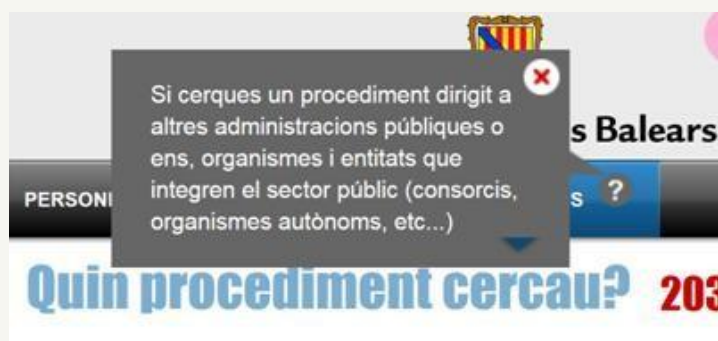 s Balears
Si cerques un procediment dirigit a
altres administracions públiques o
ens, organismes i entitats que
integren el sector públic (consorcis,
organismes autònoms, etc...)
PERSON
S ?
Quin procediment cercau? 203